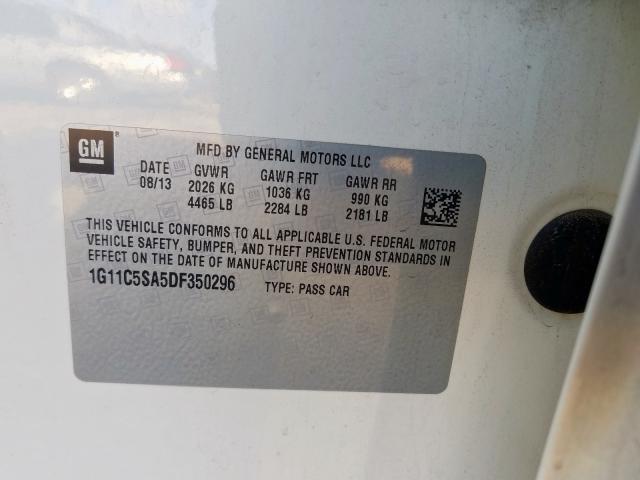 GM
MFD BY GENERAL MOTORS LLC
DATE GVWR GAWR FRT GAWR RR
08/13 2026 KG 1036 KG 990 KG
4465 LB 2284 LB 2181 LB
THIS VEHICLE CONFORMS TO ALL APPLICABLE U.S. FEDERAL MOTOR
VEHICLE SAFETY, BUMPER, AND THEFT PREVENTION STANDARDS IN
EFFECT ON THE DATE OF MANUFACTURE SHOWN ABOVE.
1G11C5SA5DF350296 TYPE: PASS CAR